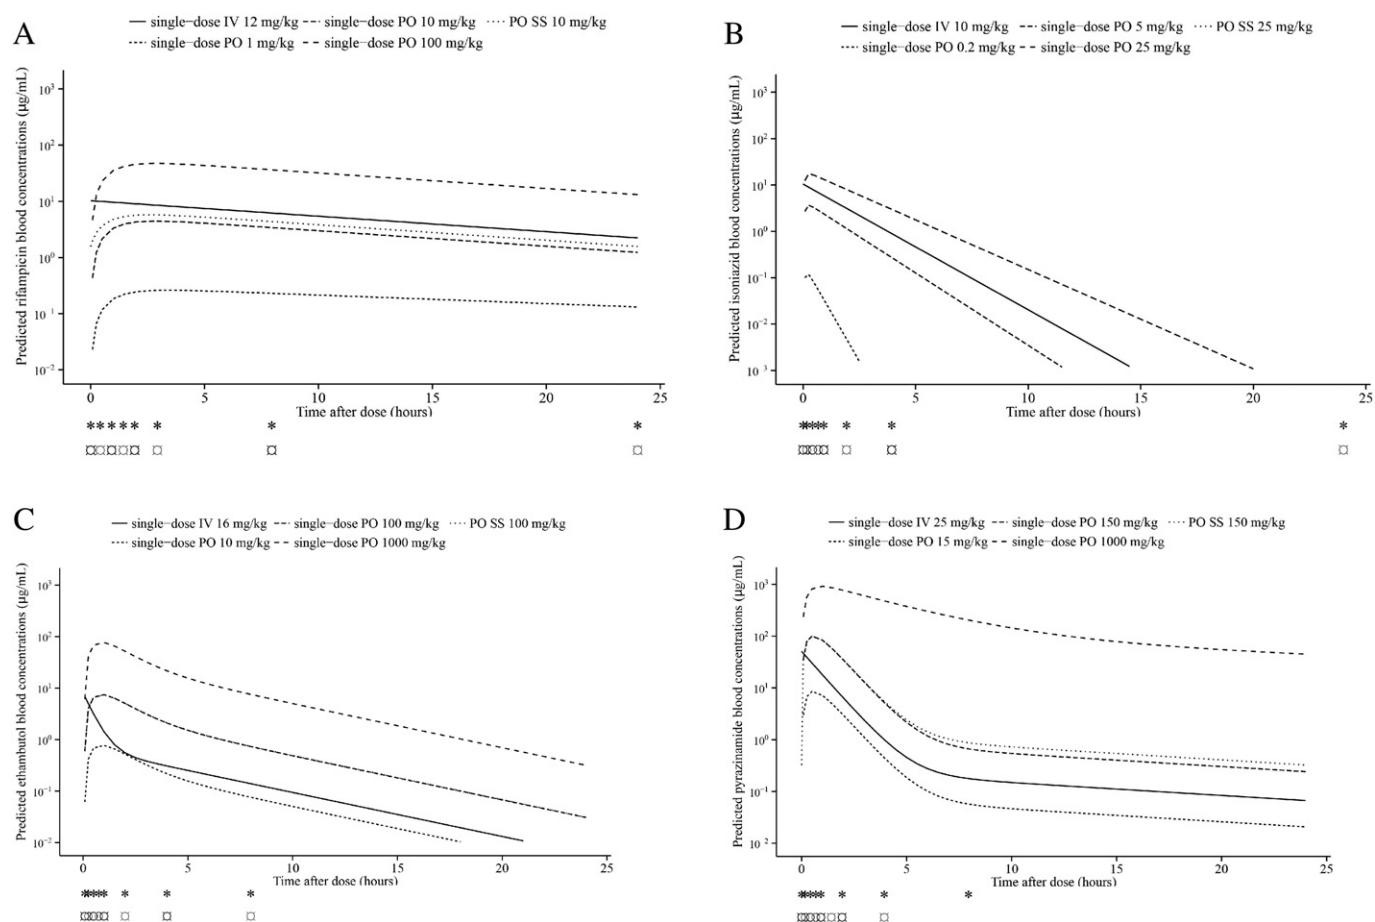 A
single-dose IV 12 mg/kg single-dose PO 10 mg/kg PO SS 10 mg/kg
single-dose PO 1 mg/kg single-dose PO 100 mg/kg
Predicted rifampicin blood concentrations (µg/mL)
10³
10²
10¹
10⁰
10⁻¹
10⁻²
0 5 10 15 20 25
Time after dose (hours)
* * * * * * * *
¤ ¤ ¤ ¤ ¤ ¤ ¤ ¤
B
single-dose IV 10 mg/kg single-dose PO 5 mg/kg PO SS 25 mg/kg
single-dose PO 0.2 mg/kg single-dose PO 25 mg/kg
Predicted isoniazid blood concentrations (µg/mL)
10³
10²
10¹
10⁰
10⁻¹
10⁻²
10⁻³
0 5 10 15 20 25
Time after dose (hours)
C
single-dose IV 16 mg/kg single-dose PO 100 mg/kg PO SS 100 mg/kg
single-dose PO 10 mg/kg single-dose PO 1000 mg/kg
Predicted ethambutol blood concentrations (µg/mL)
10³
10²
10¹
10⁰
10⁻¹
10⁻²
0 5 10 15 20 25
Time after dose (hours)
D
single-dose IV 25 mg/kg single-dose PO 150 mg/kg PO SS 150 mg/kg
single-dose PO 15 mg/kg single-dose PO 1000 mg/kg
Predicted pyrazinamide blood concentrations (µg/mL)
10³
10²
10¹
10⁰
10⁻¹
10⁻²
0 5 10 15 20 25
Time after dose (hours)